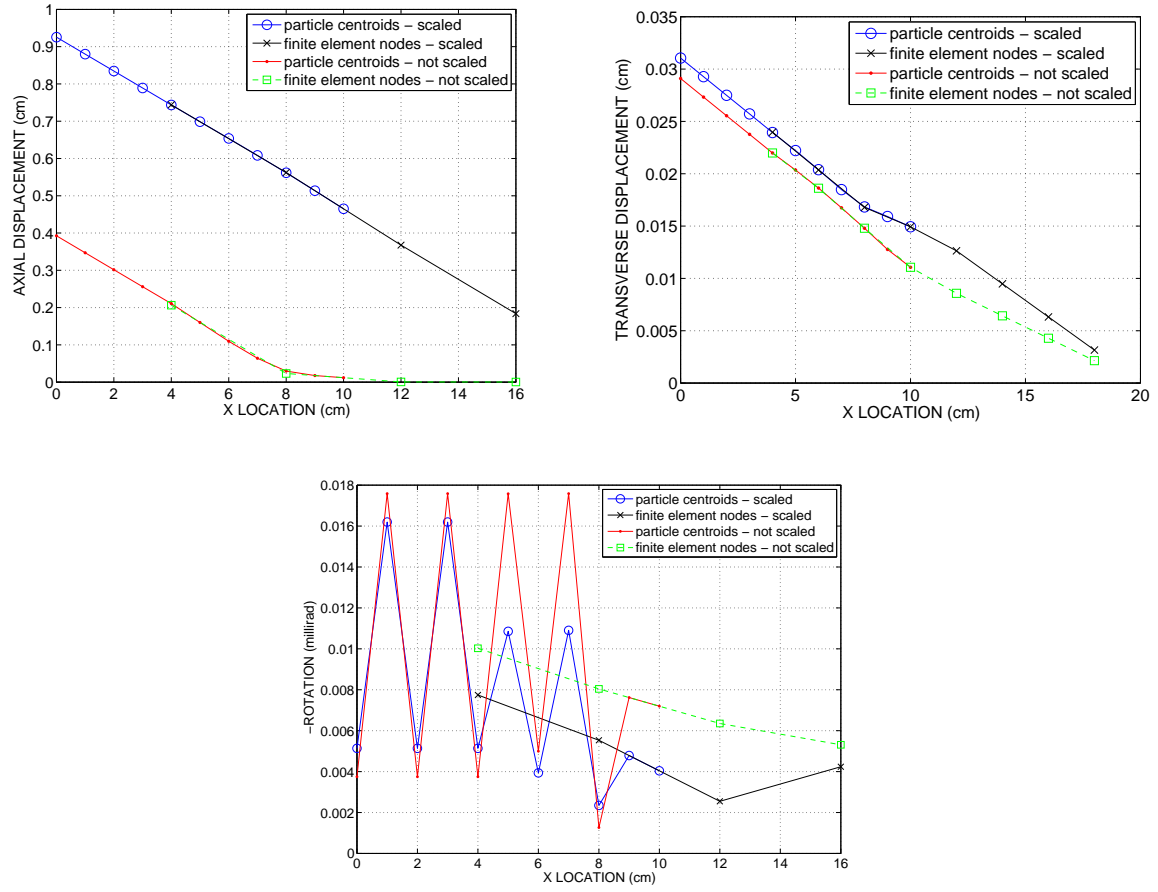 particle centroids – scaled
finite element nodes – scaled
particle centroids – not scaled
finite element nodes – not scaled
AXIAL DISPLACEMENT (cm)
1
0.9
0.8
0.7
0.6
0.5
0.4
0.3
0.2
0.1
0
0 2 4 6 8 10 12 14 16
X LOCATION (cm)
particle centroids – scaled
finite element nodes – scaled
particle centroids – not scaled
finite element nodes – not scaled
TRANSVERSE DISPLACEMENT (cm)
0.035
0.03
0.025
0.02
0.015
0.01
0.005
0
0 5 10 15 20
X LOCATION (cm)
particle centroids – scaled
finite element nodes – scaled
particle centroids – not scaled
finite element nodes – not scaled
–ROTATION (millirad)
0.018
0.016
0.014
0.012
0.01
0.008
0.006
0.004
0.002
0
0 2 4 6 8 10 12 14 16
X LOCATION (cm)